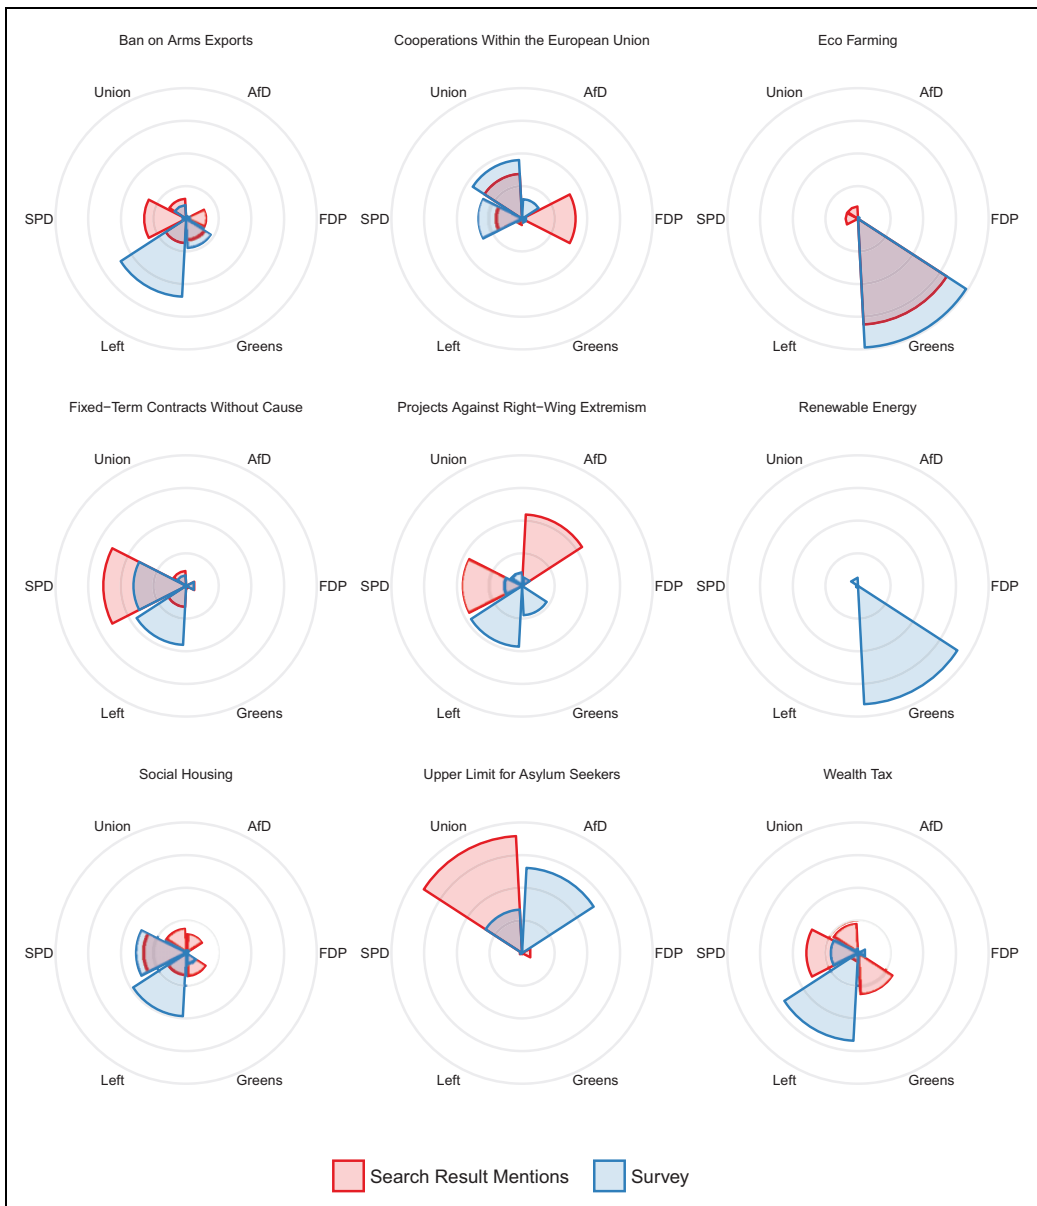 Ban on Arms Exports
Cooperations Within the European Union
Eco Farming
Union
AfD
Union
AfD
Union
AfD
SPD
FDP
SPD
FDP
SPD
FDP
Left
Greens
Left
Greens
Left
Greens
Fixed−Term Contracts Without Cause
Projects Against Right−Wing Extremism
Renewable Energy
Union
AfD
Union
AfD
Union
AfD
SPD
FDP
SPD
FDP
SPD
FDP
Left
Greens
Left
Greens
Left
Greens
Social Housing
Upper Limit for Asylum Seekers
Wealth Tax
Union
AfD
Union
AfD
Union
AfD
SPD
FDP
SPD
FDP
SPD
FDP
Left
Greens
Left
Greens
Left
Greens
Search Result Mentions
Survey